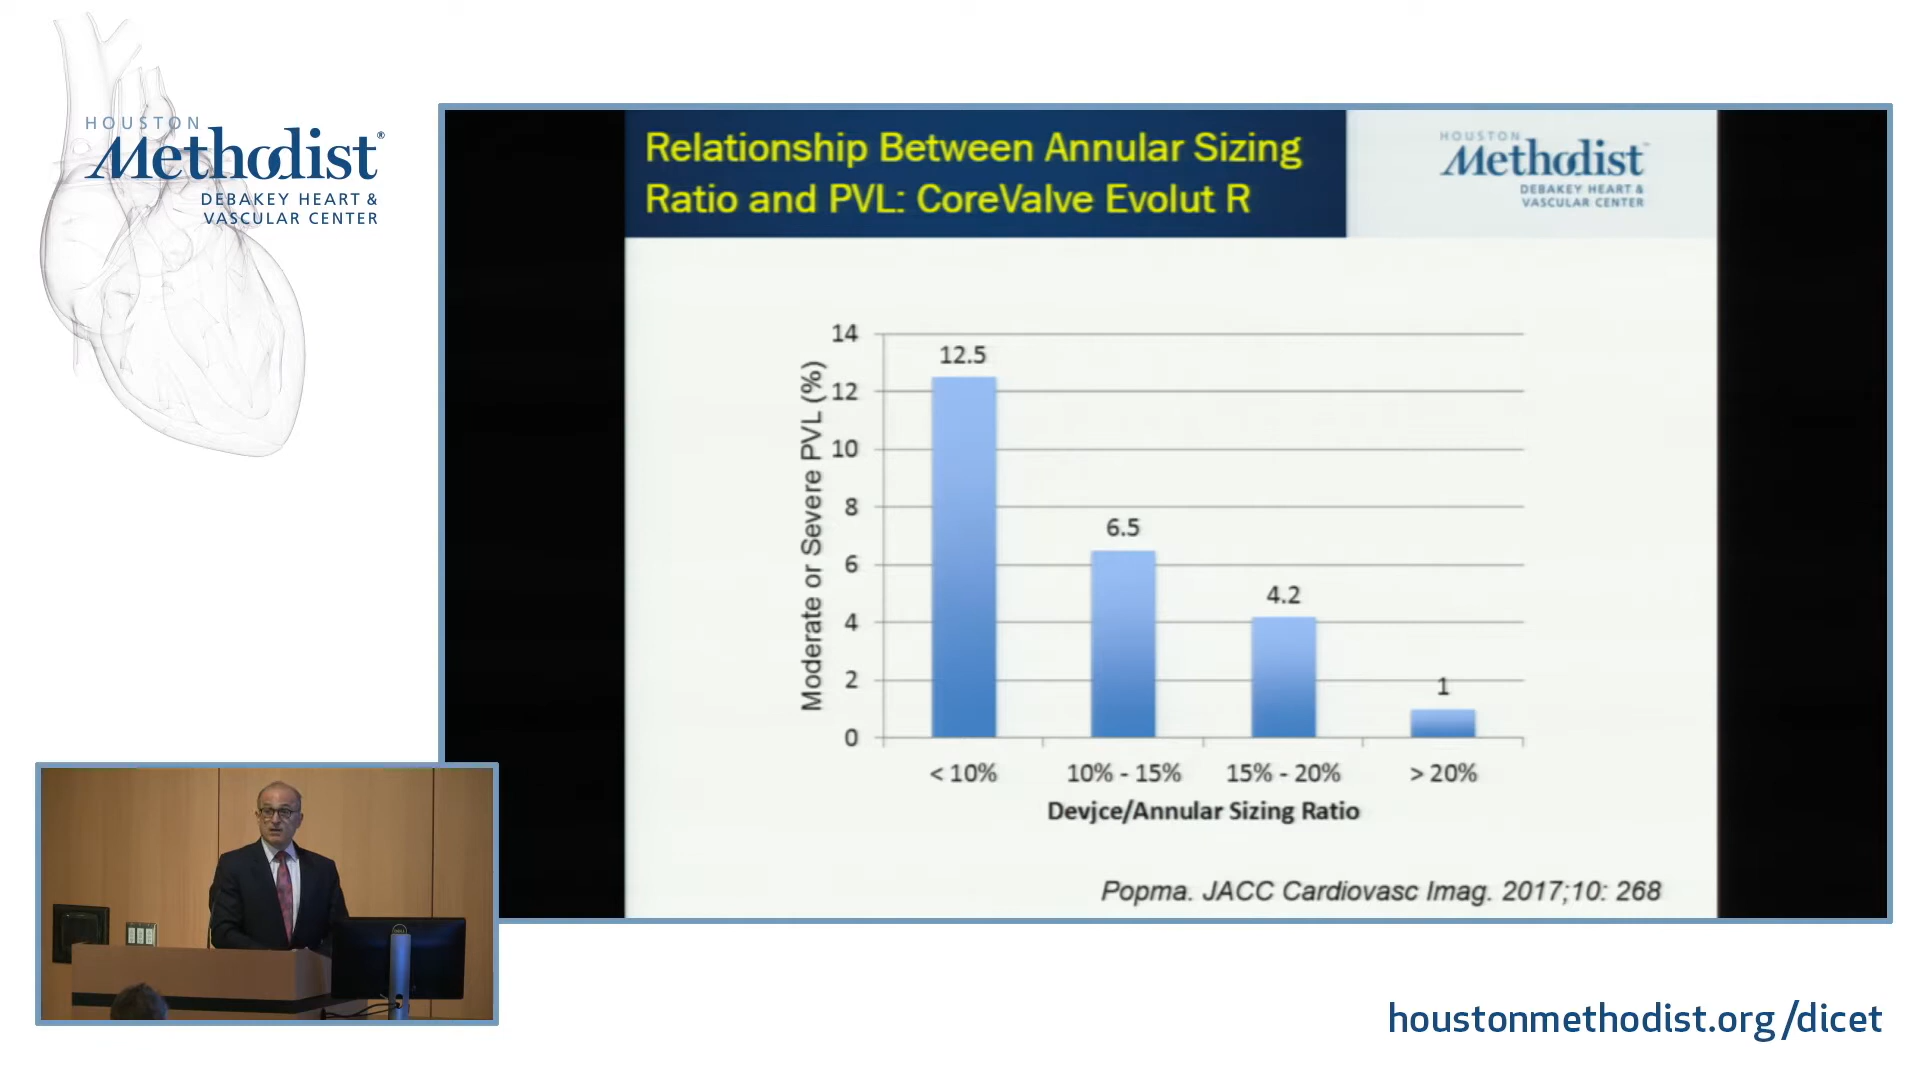 HOUSTON
Methodist®
DEBAKEY HEART &
VASCULAR CENTER
Relationship Between Annular Sizing
Ratio and PVL: CoreValve Evolut R
HOUSTON
Methodist
DEBAKEY HEART &
VASCULAR CENTER
Moderate or Severe PVL (%)
14
12
10
8
6
4
2
0
12.5
6.5
4.2
1
< 10%
10% - 15%
15% - 20%
> 20%
Device/Annular Sizing Ratio
Popma. JACC Cardiovasc Imag. 2017;10: 268
DELL
houstonmethodist.org/dicet